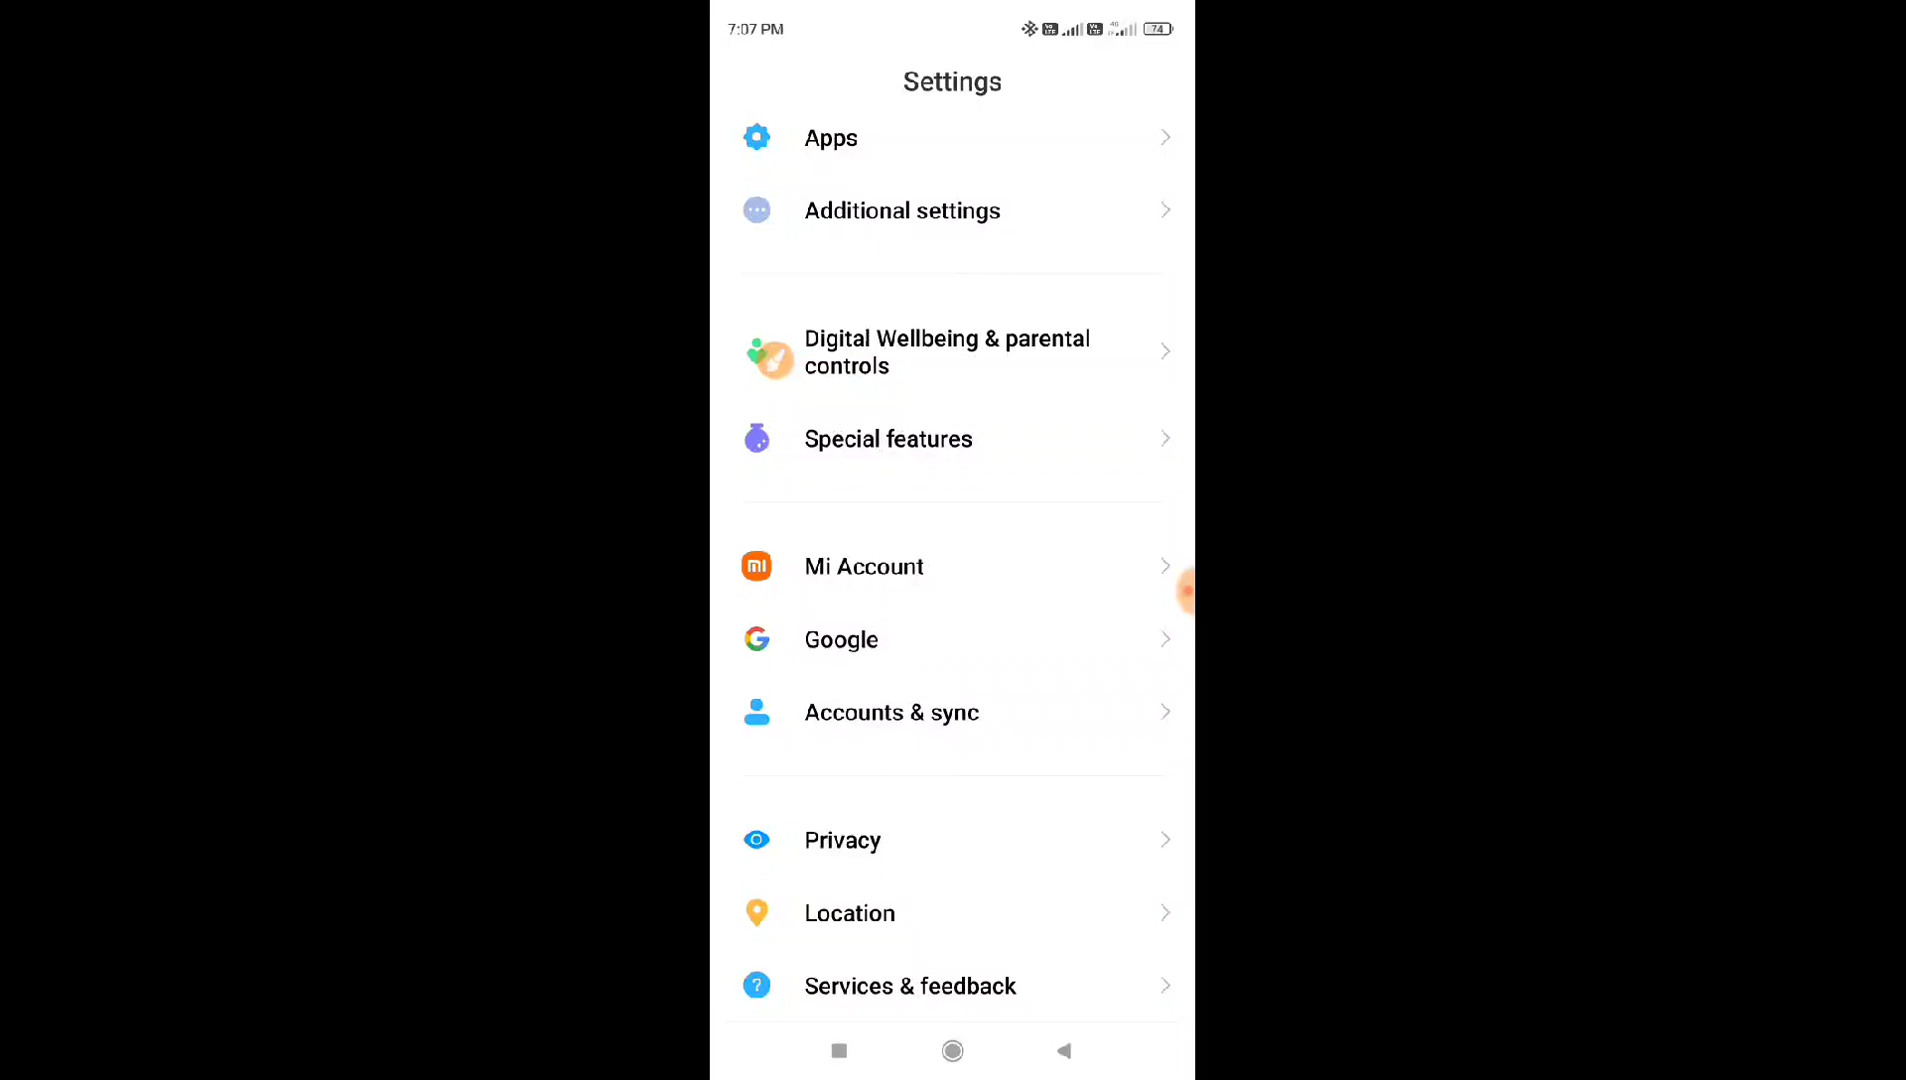 7:07 PM
74
Settings
Apps
Additional settings
Digital Wellbeing & parental
controls
Special features
Mi Account
Google
Accounts & sync
Privacy
Location
Services & feedback